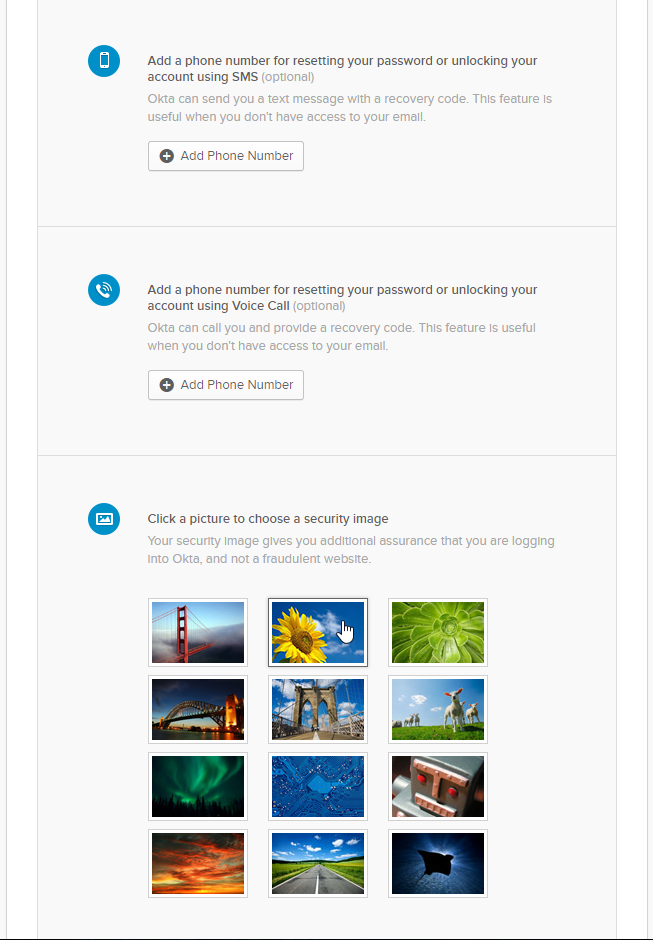 Add a phone number for resetting your password or unlocking your
account using SMS (optional)
Okta can send you a text message with a recovery code. This feature is
useful when you don't have access to your email.
Add Phone Number
Add a phone number for resetting your password or unlocking your
account using Voice Call (optional)
Okta can call you and provide a recovery code. This feature is useful
when you don't have access to your email.
Add Phone Number
Click a picture to choose a security image
Your security image gives you additional assurance that you are logging
into Okta, and not a fraudulent website.